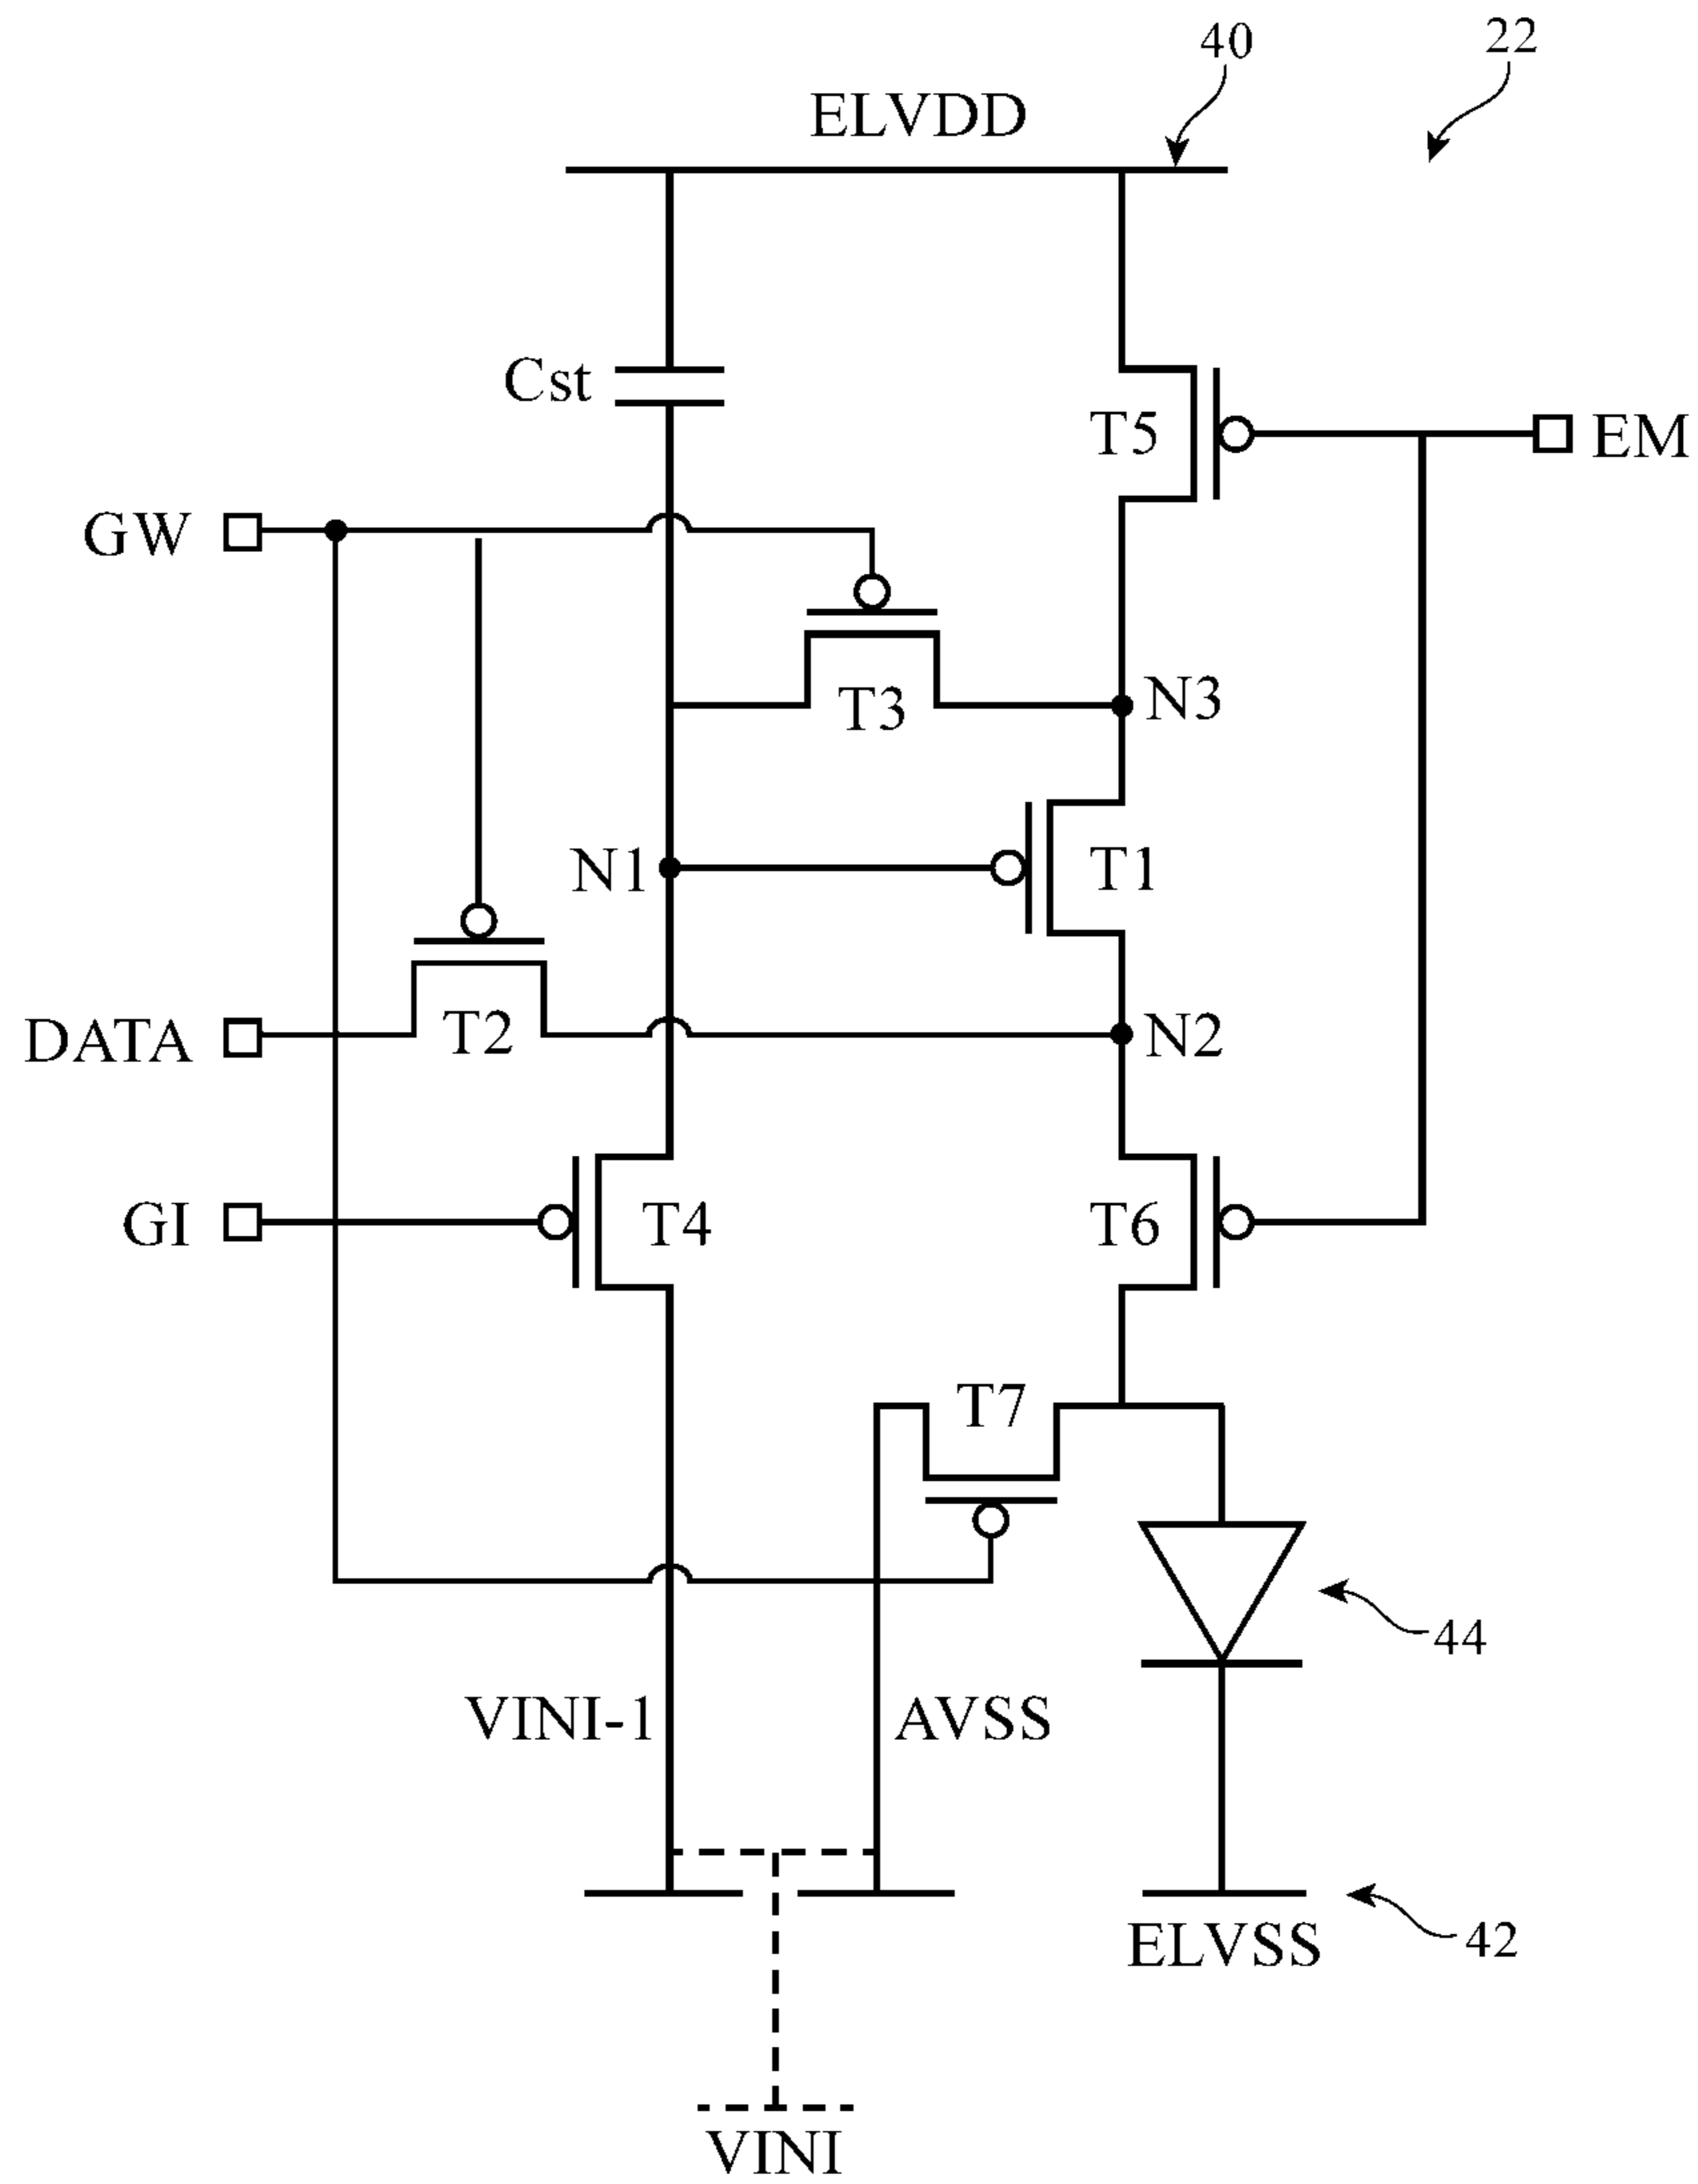 40
22
ELVDD
Cst
T5
EM
GW
T3
N3
N1
T1
DATA
T2
N2
GI
T4
T6
T7
44
VINI-1
AVSS
ELVSS
42
VINI